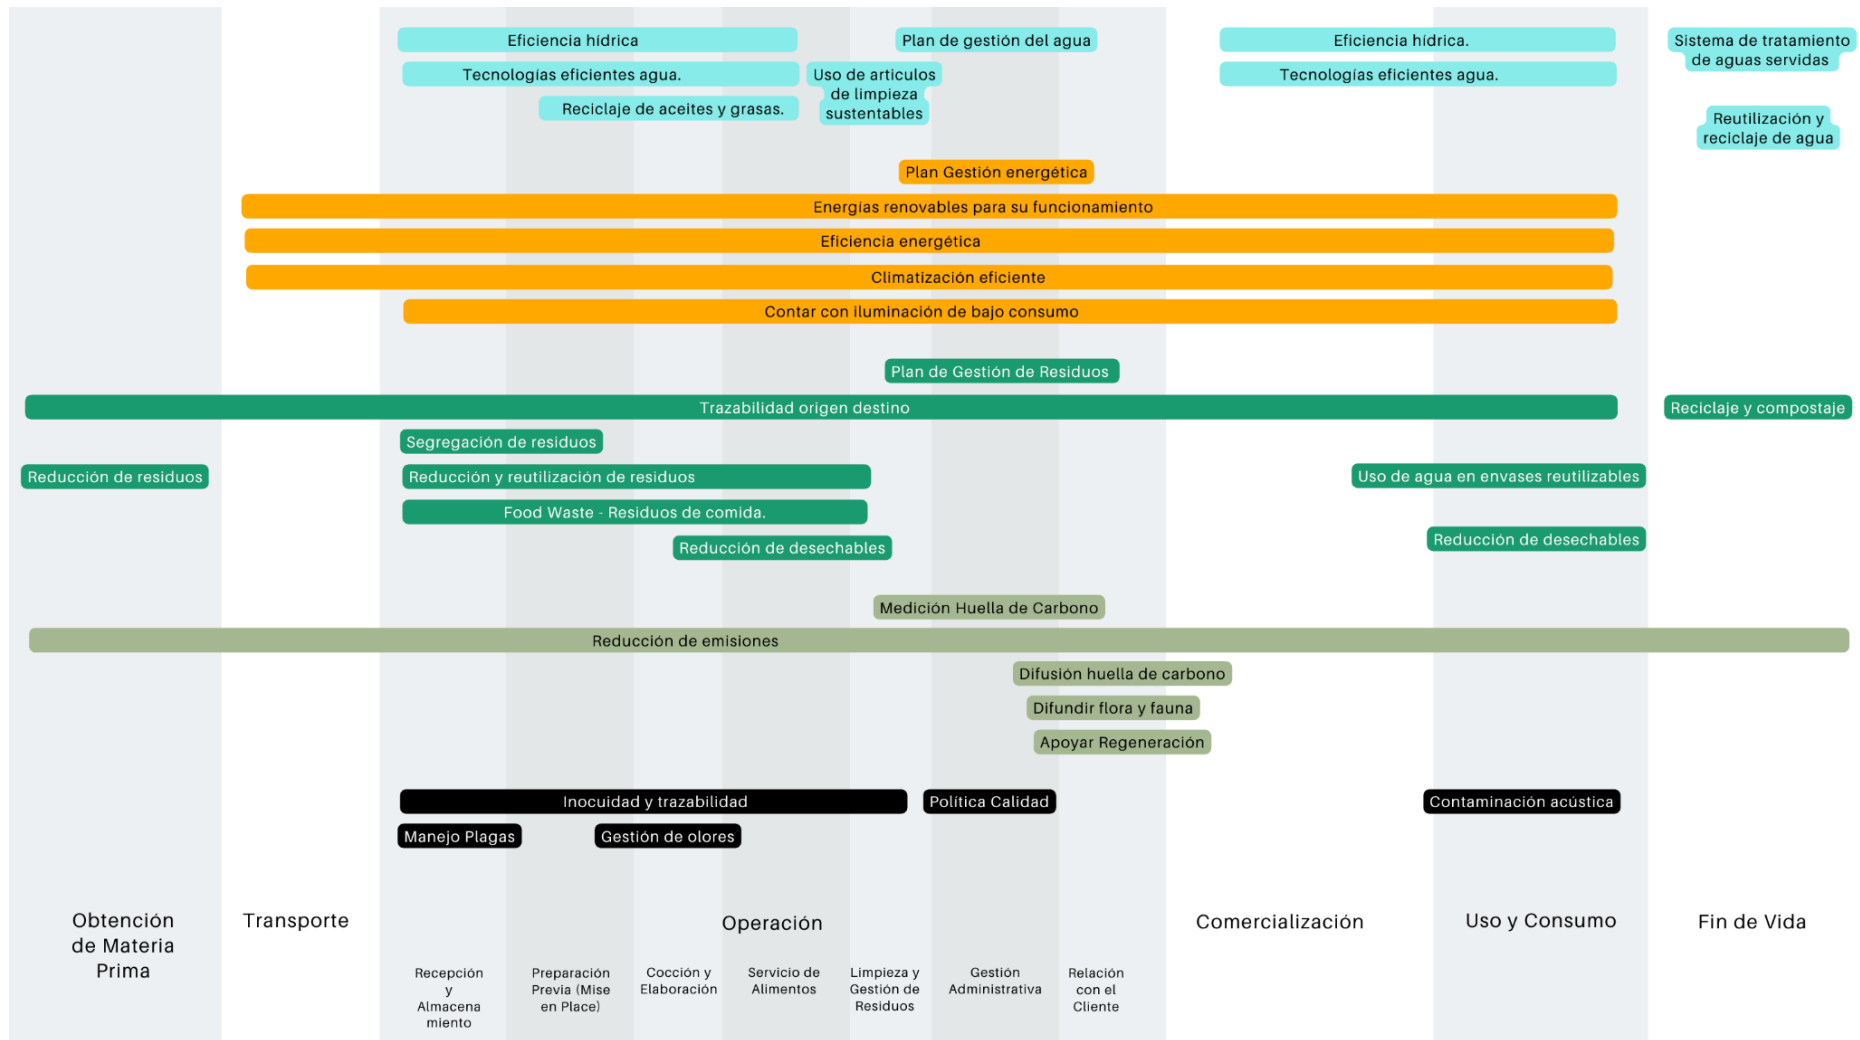 Eficiencia hídrica
Plan de gestión del agua
Eficiencia hídrica.
Sistema de tratamiento
de aguas servidas
Tecnologías eficientes agua.
Uso de articulos
de limpieza
sustentables
Tecnologías eficientes agua.
Reciclaje de aceites y grasas.
Reutilización y
reciclaje de agua
Plan Gestión energética
Energías renovables para su funcionamiento
Eficiencia energética
Climatización eficiente
Contar con iluminación de bajo consumo
Plan de Gestión de Residuos
Trazabilidad origen destino
Reciclaje y compostaje
Segregación de residuos
Reducción de residuos
Reducción y reutilización de residuos
Uso de agua en envases reutilizables
Food Waste - Residuos de comida.
Reducción de desechables
Reducción de desechables
Medición Huella de Carbono
Reducción de emisiones
Difusión huella de carbono
Difundir flora y fauna
Apoyar Regeneración
Inocuidad y trazabilidad
Política Calidad
Contaminación acústica
Manejo Plagas
Gestión de olores
Obtención
de Materia
Prima
Transporte
Operación
Comercialización
Uso y Consumo
Fin de Vida
Recepción
y
Almacena
miento
Preparación
Previa (Mise
en Place)
Cocción y
Elaboración
Servicio de
Alimentos
Limpieza y
Gestión de
Residuos
Gestión
Administrativa
Relación
con el
Cliente